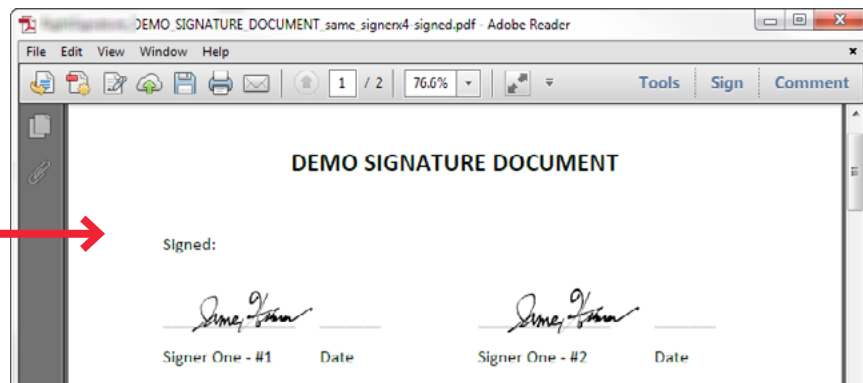 DEMO_SIGNATURE_DOCUMENT_same_signerx4-signed.pdf - Adobe Reader
File Edit View Window Help
1 / 2 76.6% Tools Sign Comment
DEMO SIGNATURE DOCUMENT
Signed:
Signer One - #1 Date Signer One - #2 Date